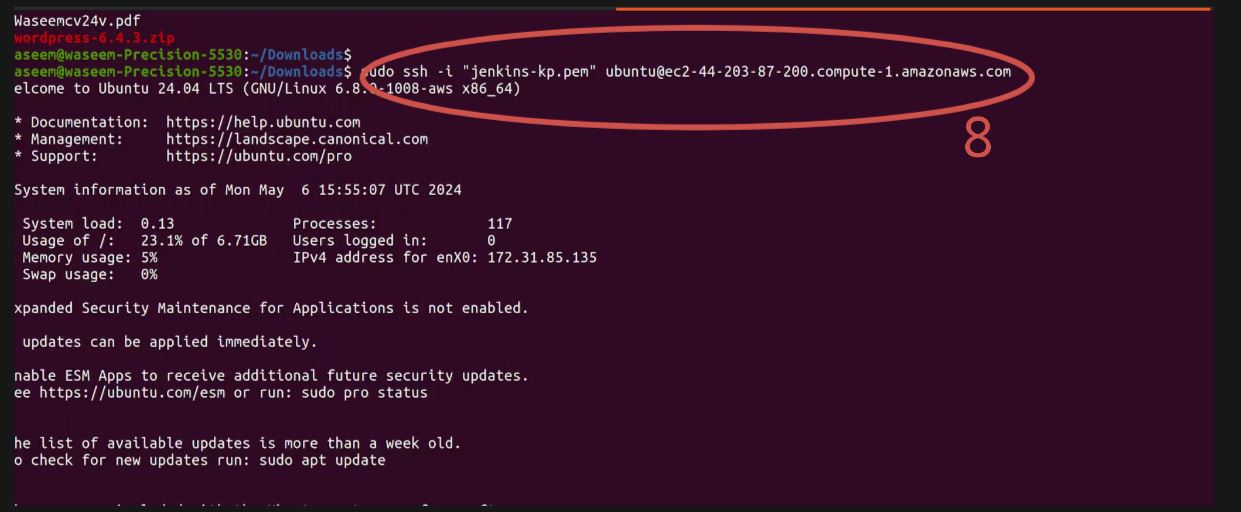 Waseemcv24v.pdf
wordpress-6.4.3.zip
aseem@waseem-Precision-5530:~/Downloads$
aseem@waseem-Precision-5530:~/Downloads$ sudo ssh -i "jenkins-kp.pem" ubuntu@ec2-44-203-87-200.compute-1.amazonaws.com
elcome to Ubuntu 24.04 LTS (GNU/Linux 6.8.0-1008-aws x86_64)
8
* Documentation:  https://help.ubuntu.com
* Management:     https://landscape.canonical.com
* Support:        https://ubuntu.com/pro
System information as of Mon May  6 15:55:07 UTC 2024
System load:  0.13              Processes:             117
Usage of /:   23.1% of 6.71GB   Users logged in:       0
Memory usage: 5%                IPv4 address for enX0: 172.31.85.135
Swap usage:   0%
xpanded Security Maintenance for Applications is not enabled.
updates can be applied immediately.
nable ESM Apps to receive additional future security updates.
ee https://ubuntu.com/esm or run: sudo pro status
he list of available updates is more than a week old.
o check for new updates run: sudo apt update